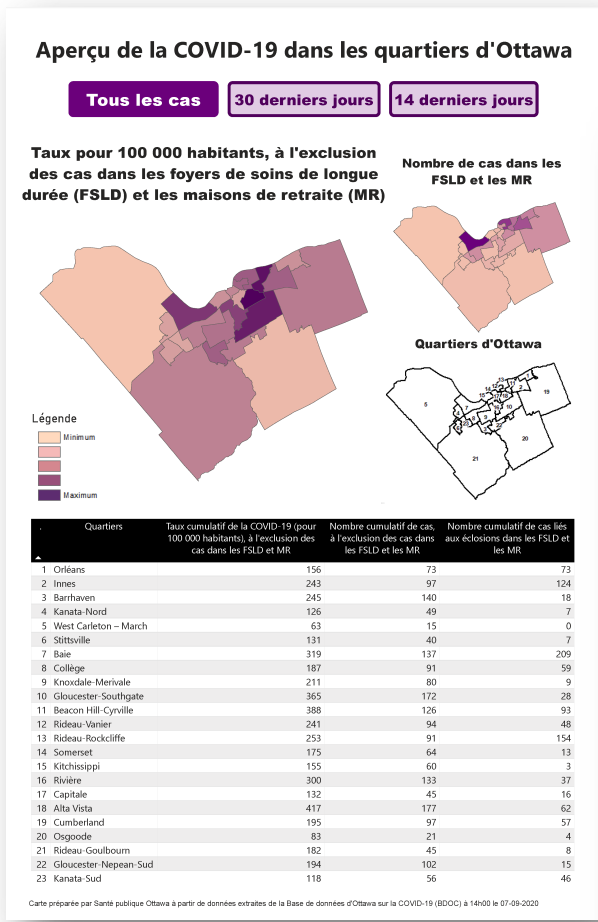 Aperçu de la COVID-19 dans les quartiers d'Ottawa
Tous les cas
30 derniers jours
14 derniers jours
Taux pour 100 000 habitants, à l'exclusion
des cas dans les foyers de soins de longue
durée (FSLD) et les maisons de retraite (MR)
Nombre de cas dans les
FSLD et les MR
Quartiers d'Ottawa
Légende
Minimum
Maximum
Quartiers
Taux cumulatif de la COVID-19 (pour
100 000 habitants), à l'exclusion des
cas dans les FSLD et MR
Nombre cumulatif de cas,
à l'exclusion des cas dans
les FSLD et les MR
Nombre cumulatif de cas liés
aux éclosions dans les FSLD et
les MR
1 Orléans 156 73 73
2 Innes 243 97 124
3 Barrhaven 245 140 18
4 Kanata-Nord 126 49 7
5 West Carleton – March 63 15 0
6 Stittsville 131 40 7
7 Baie 319 137 209
8 Collège 187 91 59
9 Knoxdale-Merivale 211 80 9
10 Gloucester-Southgate 365 172 28
11 Beacon Hill-Cyrville 388 126 93
12 Rideau-Vanier 241 94 48
13 Rideau-Rockcliffe 253 91 154
14 Somerset 175 64 13
15 Kitchissippi 155 60 3
16 Rivière 300 133 37
17 Capitale 132 45 16
18 Alta Vista 417 177 62
19 Cumberland 195 97 57
20 Osgoode 83 21 4
21 Rideau-Goulbourn 182 45 8
22 Gloucester-Nepean-Sud 194 102 15
23 Kanata-Sud 118 56 46
Carte préparée par Santé publique Ottawa à partir de données extraites de la Base de données d'Ottawa sur la COVID-19 (BDOC) à 14h00 le 07-09-2020